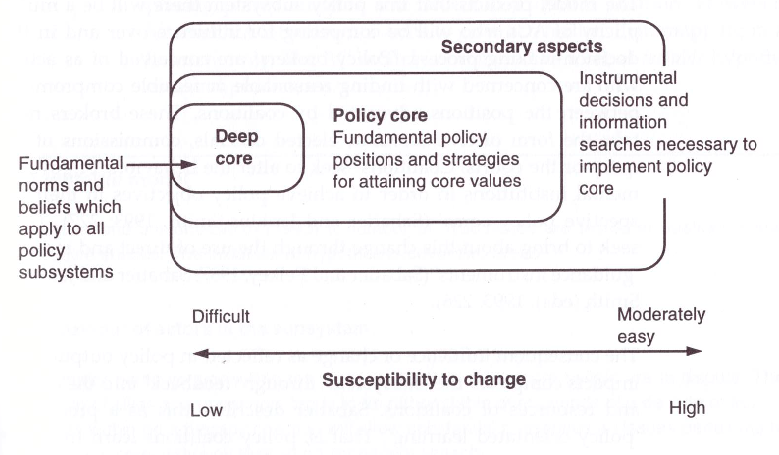 Secondary aspects
Instrumental
decisions and
information
searches necessary to
implement policy
core
Policy core
Fundamental policy
positions and strategies
for attaining core values
Deep
core
Fundamental
norms and
beliefs which
apply to all
policy
subsystems
Difficult
Moderately
easy
Susceptibility to change
Low
High